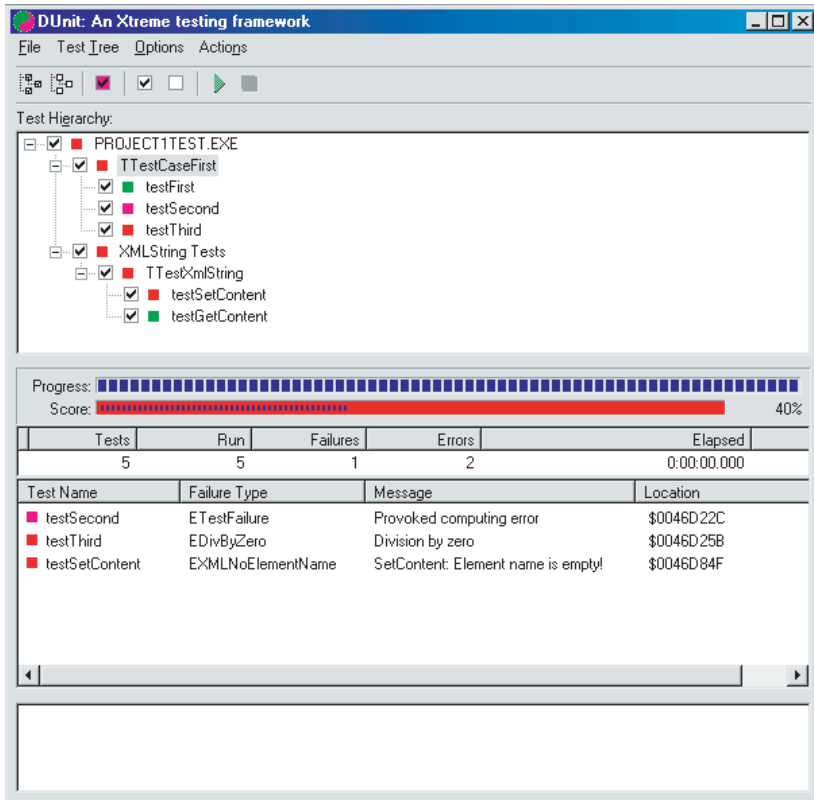 DUnit: An Xtreme testing framework
File Test Tree Options Actions
Test Hierarchy:
PROJECT1TEST.EXE
TTestCaseFirst
testFirst
testSecond
testThird
XMLString Tests
TTestXmlString
testSetContent
testGetContent
Progress:
Score: 40%
Tests Run Failures Errors Elapsed
5 5 1 2 0:00:00.000
Test Name Failure Type Message Location
testSecond ETestFailure Provoked computing error $0046D22C
testThird EDivByZero Division by zero $0046D25B
testSetContent EXMLNoElementName SetContent: Element name is empty! $0046D84F